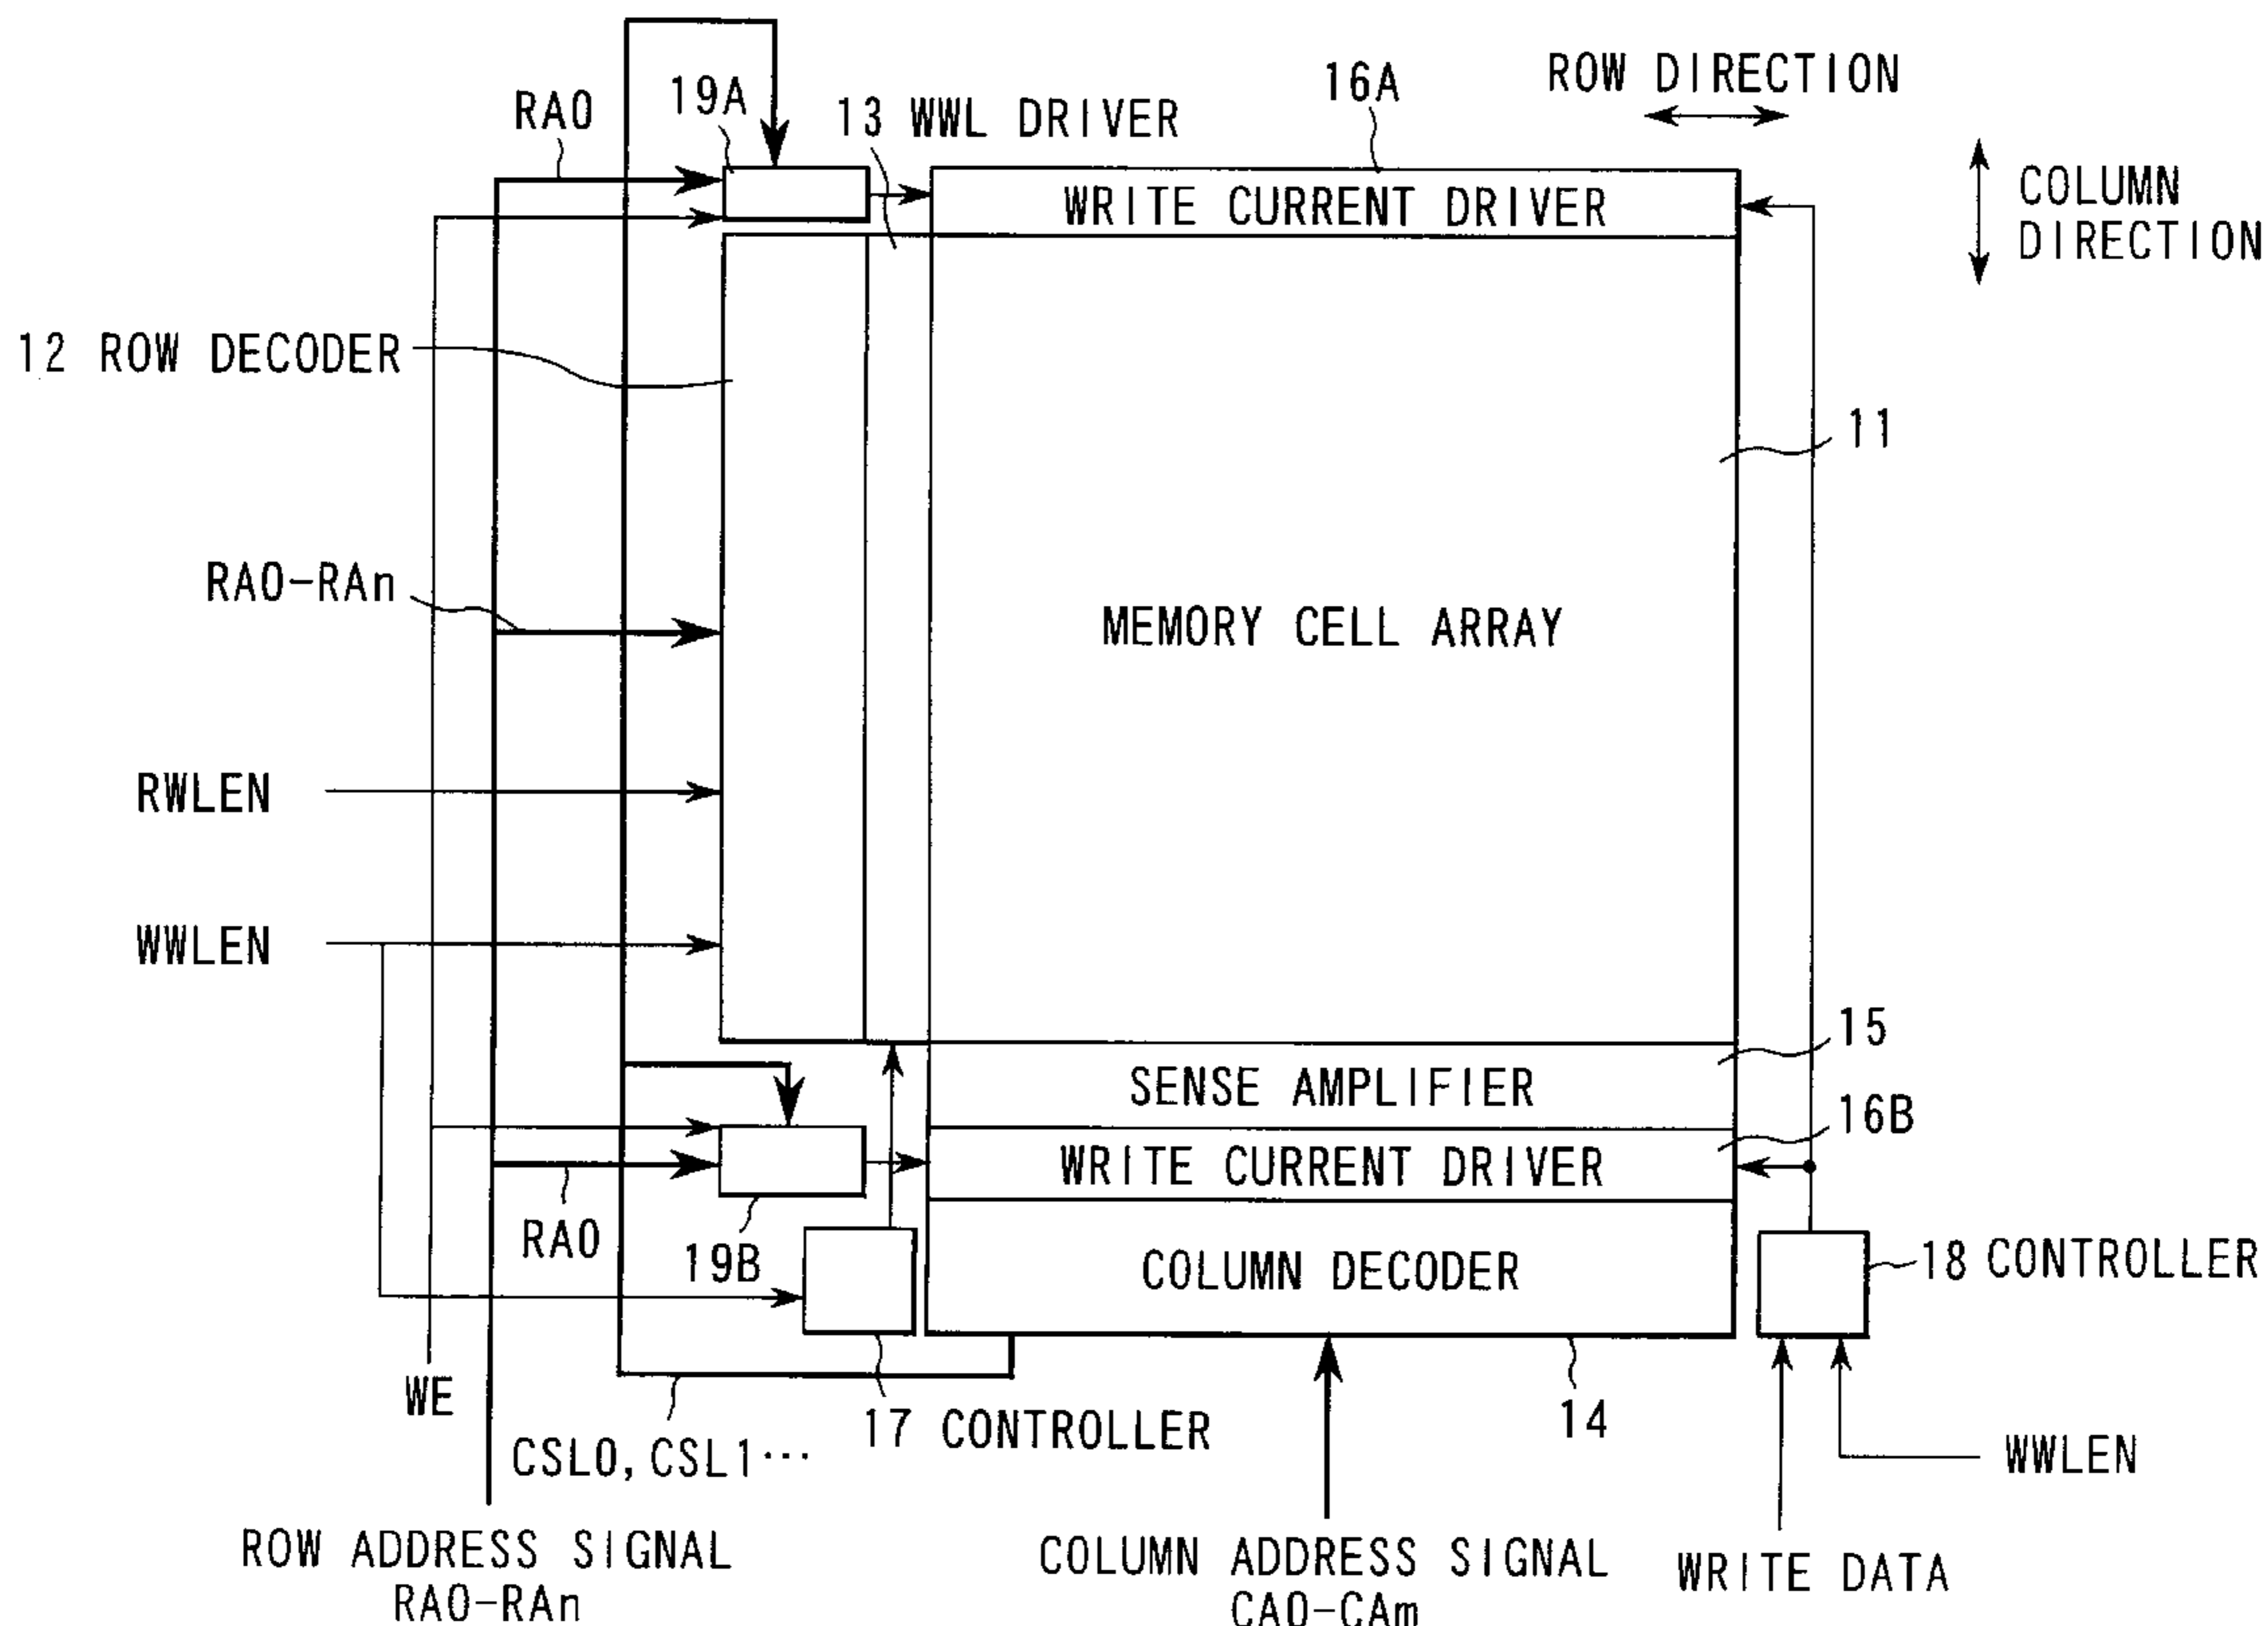 16A
ROW DIRECTION
RA0
19A
13 WWL DRIVER
WRITE CURRENT DRIVER
COLUMN
DIRECTION
12 ROW DECODER
11
RA0-RAn
MEMORY CELL ARRAY
RWLEN
WWLEN
15
SENSE AMPLIFIER
16B
WRITE CURRENT DRIVER
RA0
19B
COLUMN DECODER
18 CONTROLLER
WE
CSL0, CSL1···
17 CONTROLLER
14
WWLEN
ROW ADDRESS SIGNAL
RA0-RAn
COLUMN ADDRESS SIGNAL
CA0-CAm
WRITE DATA